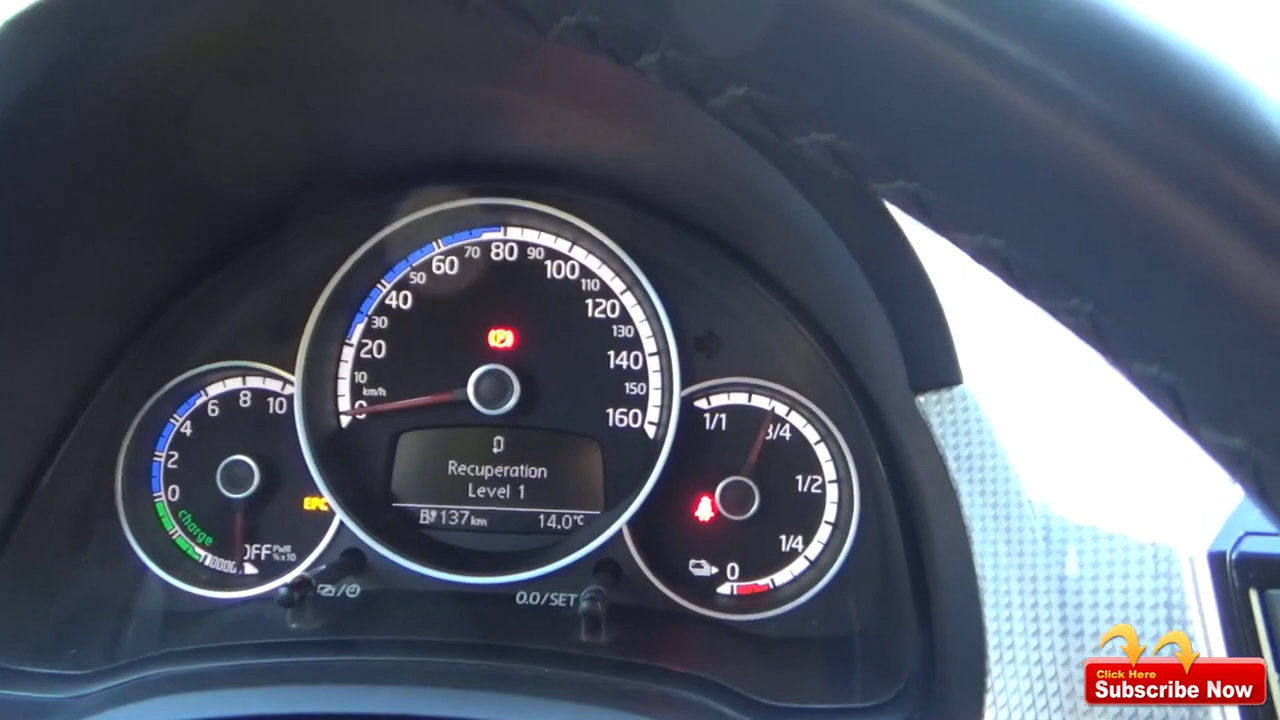 80
70
90
60
100
50
110
40
120
30
130
20
140
10
km/h
150
0
160
P
Recuperation
Level 1
137 km
14.0°C
0.0/SET
10
8
6
4
2
0
charge
OFF PWR
% x10
EPC
1/1
3/4
1/2
1/4
0
Click Here
Subscribe Now